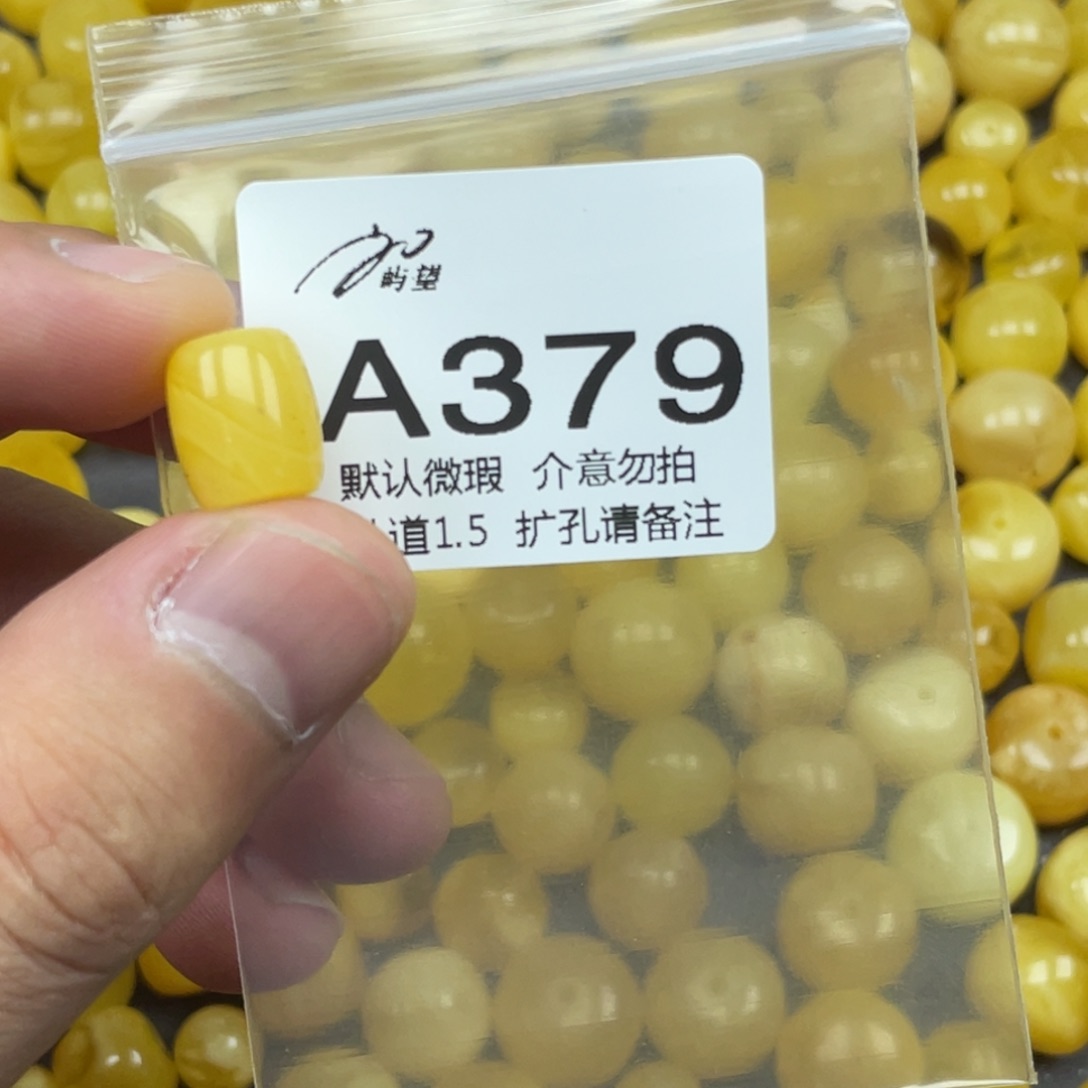 屿望
A379
默认微瑕 介意勿拍
道1.5 扩孔请备注